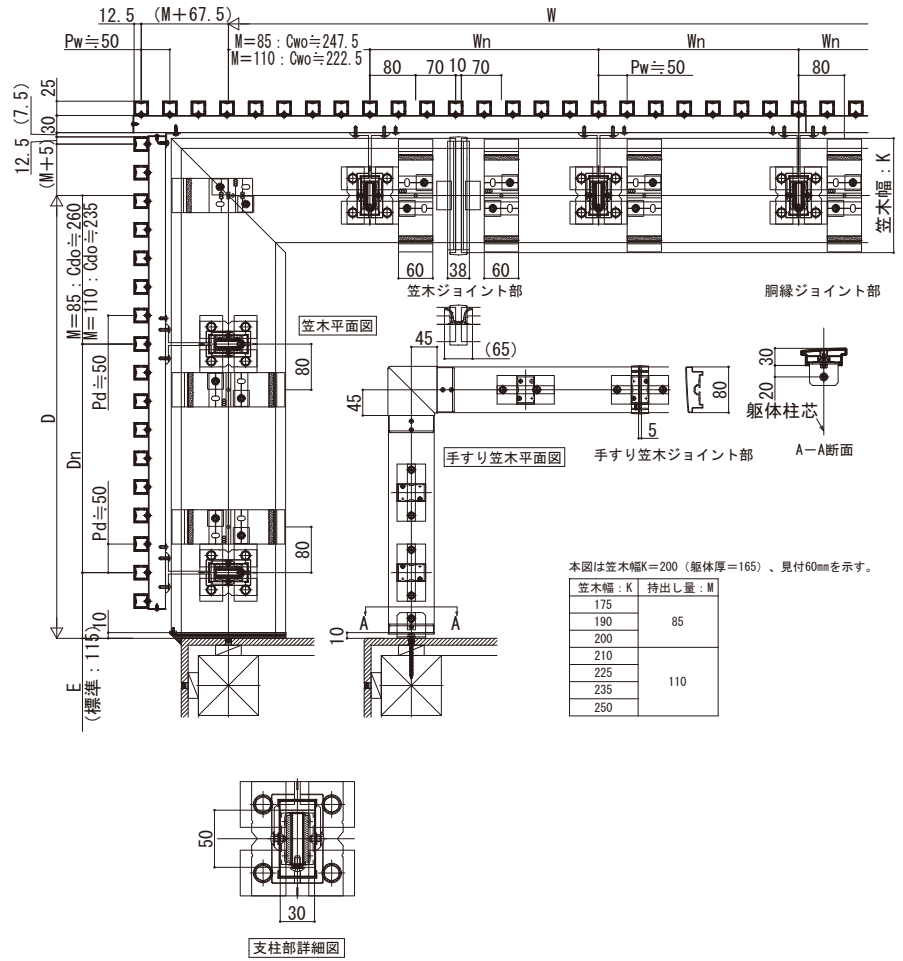 12.5
(M+67.5)
W
Pw≒50
M=85：Cwo≒247.5
M=110：Cwo≒222.5
Wn
Wn
Wn
80
70
10
70
Pw≒50
80
25
30
(7.5)
12.5
(M+5)
笠木幅：K
60
38
60
笠木ジョイント部
胴縁ジョイント部
M=85：Cdo≒260
M=110：Cdo≒235
笠木平面図
45
(65)
80
Pd≒50
45
80
5
30
20
躯体柱芯
A－A断面
D
Dn
手すり笠木平面図
手すり笠木ジョイント部
Pd≒50
80
本図は笠木幅K＝200（躯体厚＝165）、見付60mmを示す。
笠木幅：K 持出し量：M
175
190 85
200
210
225
235 110
250
10
A
A
10
E
(標準：115)
50
30
支柱部詳細図